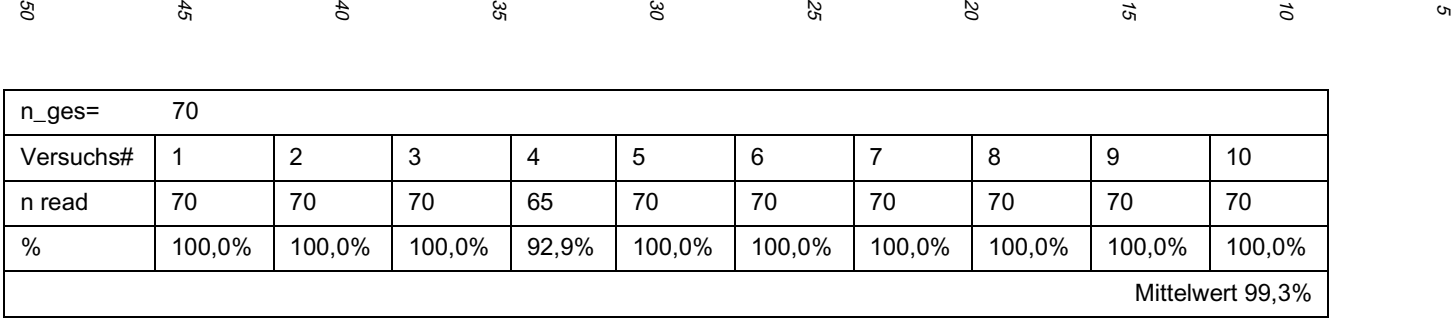 50 45 40 35 30 25 20 15 10 5
n_ges= 70
Versuchs# 1 2 3 4 5 6 7 8 9 10
n read 70 70 70 65 70 70 70 70 70 70
% 100,0% 100,0% 100,0% 92,9% 100,0% 100,0% 100,0% 100,0% 100,0% 100,0%
Mittelwert 99,3%